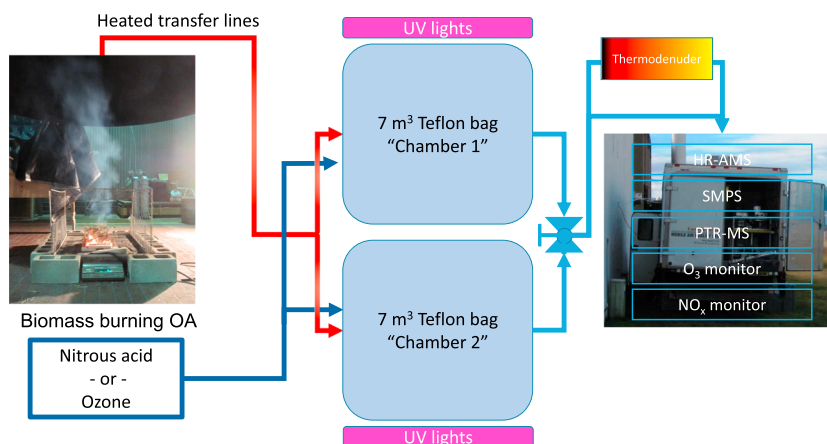 Heated transfer lines
UV lights
7 m³ Teflon bag
“Chamber 1”
Thermodenuder
HR-AMS
SMPS
PTR-MS
O₃ monitor
NOₓ monitor
Biomass burning OA
Nitrous acid
- or -
Ozone
7 m³ Teflon bag
“Chamber 2”
UV lights